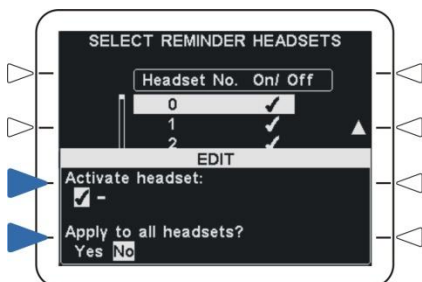 SELECT REMINDER HEADSETS
Headset No. On/ Off
0 ✓
1 ✓
2 ✓
EDIT
Activate headset:
✓ -
Apply to all headsets?
Yes No